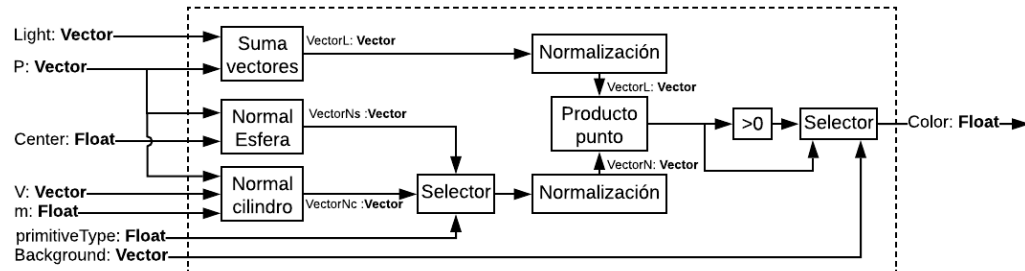 Light: Vector
P: Vector
Suma
vectores
VectorL: Vector
Normalización
VectorL: Vector
Center: Float
Normal
Esfera
VectorNs :Vector
Producto
punto
>0
Selector
Color: Float
V: Vector
m: Float
Normal
cilindro
VectorNc :Vector
Selector
VectorN: Vector
Normalización
primitiveType: Float
Background: Vector